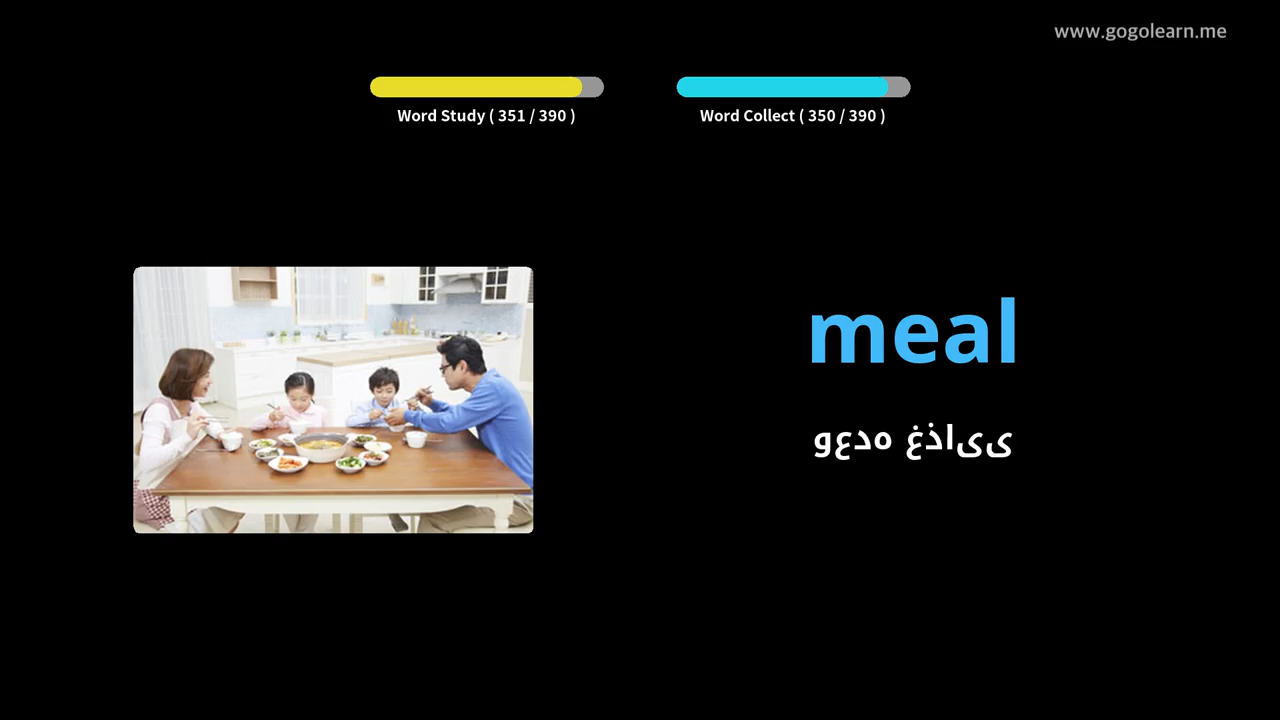 www.gogolearn.me
Word Study ( 351 / 390 )
Word Collect ( 350 / 390 )
meal
وعده غذایی